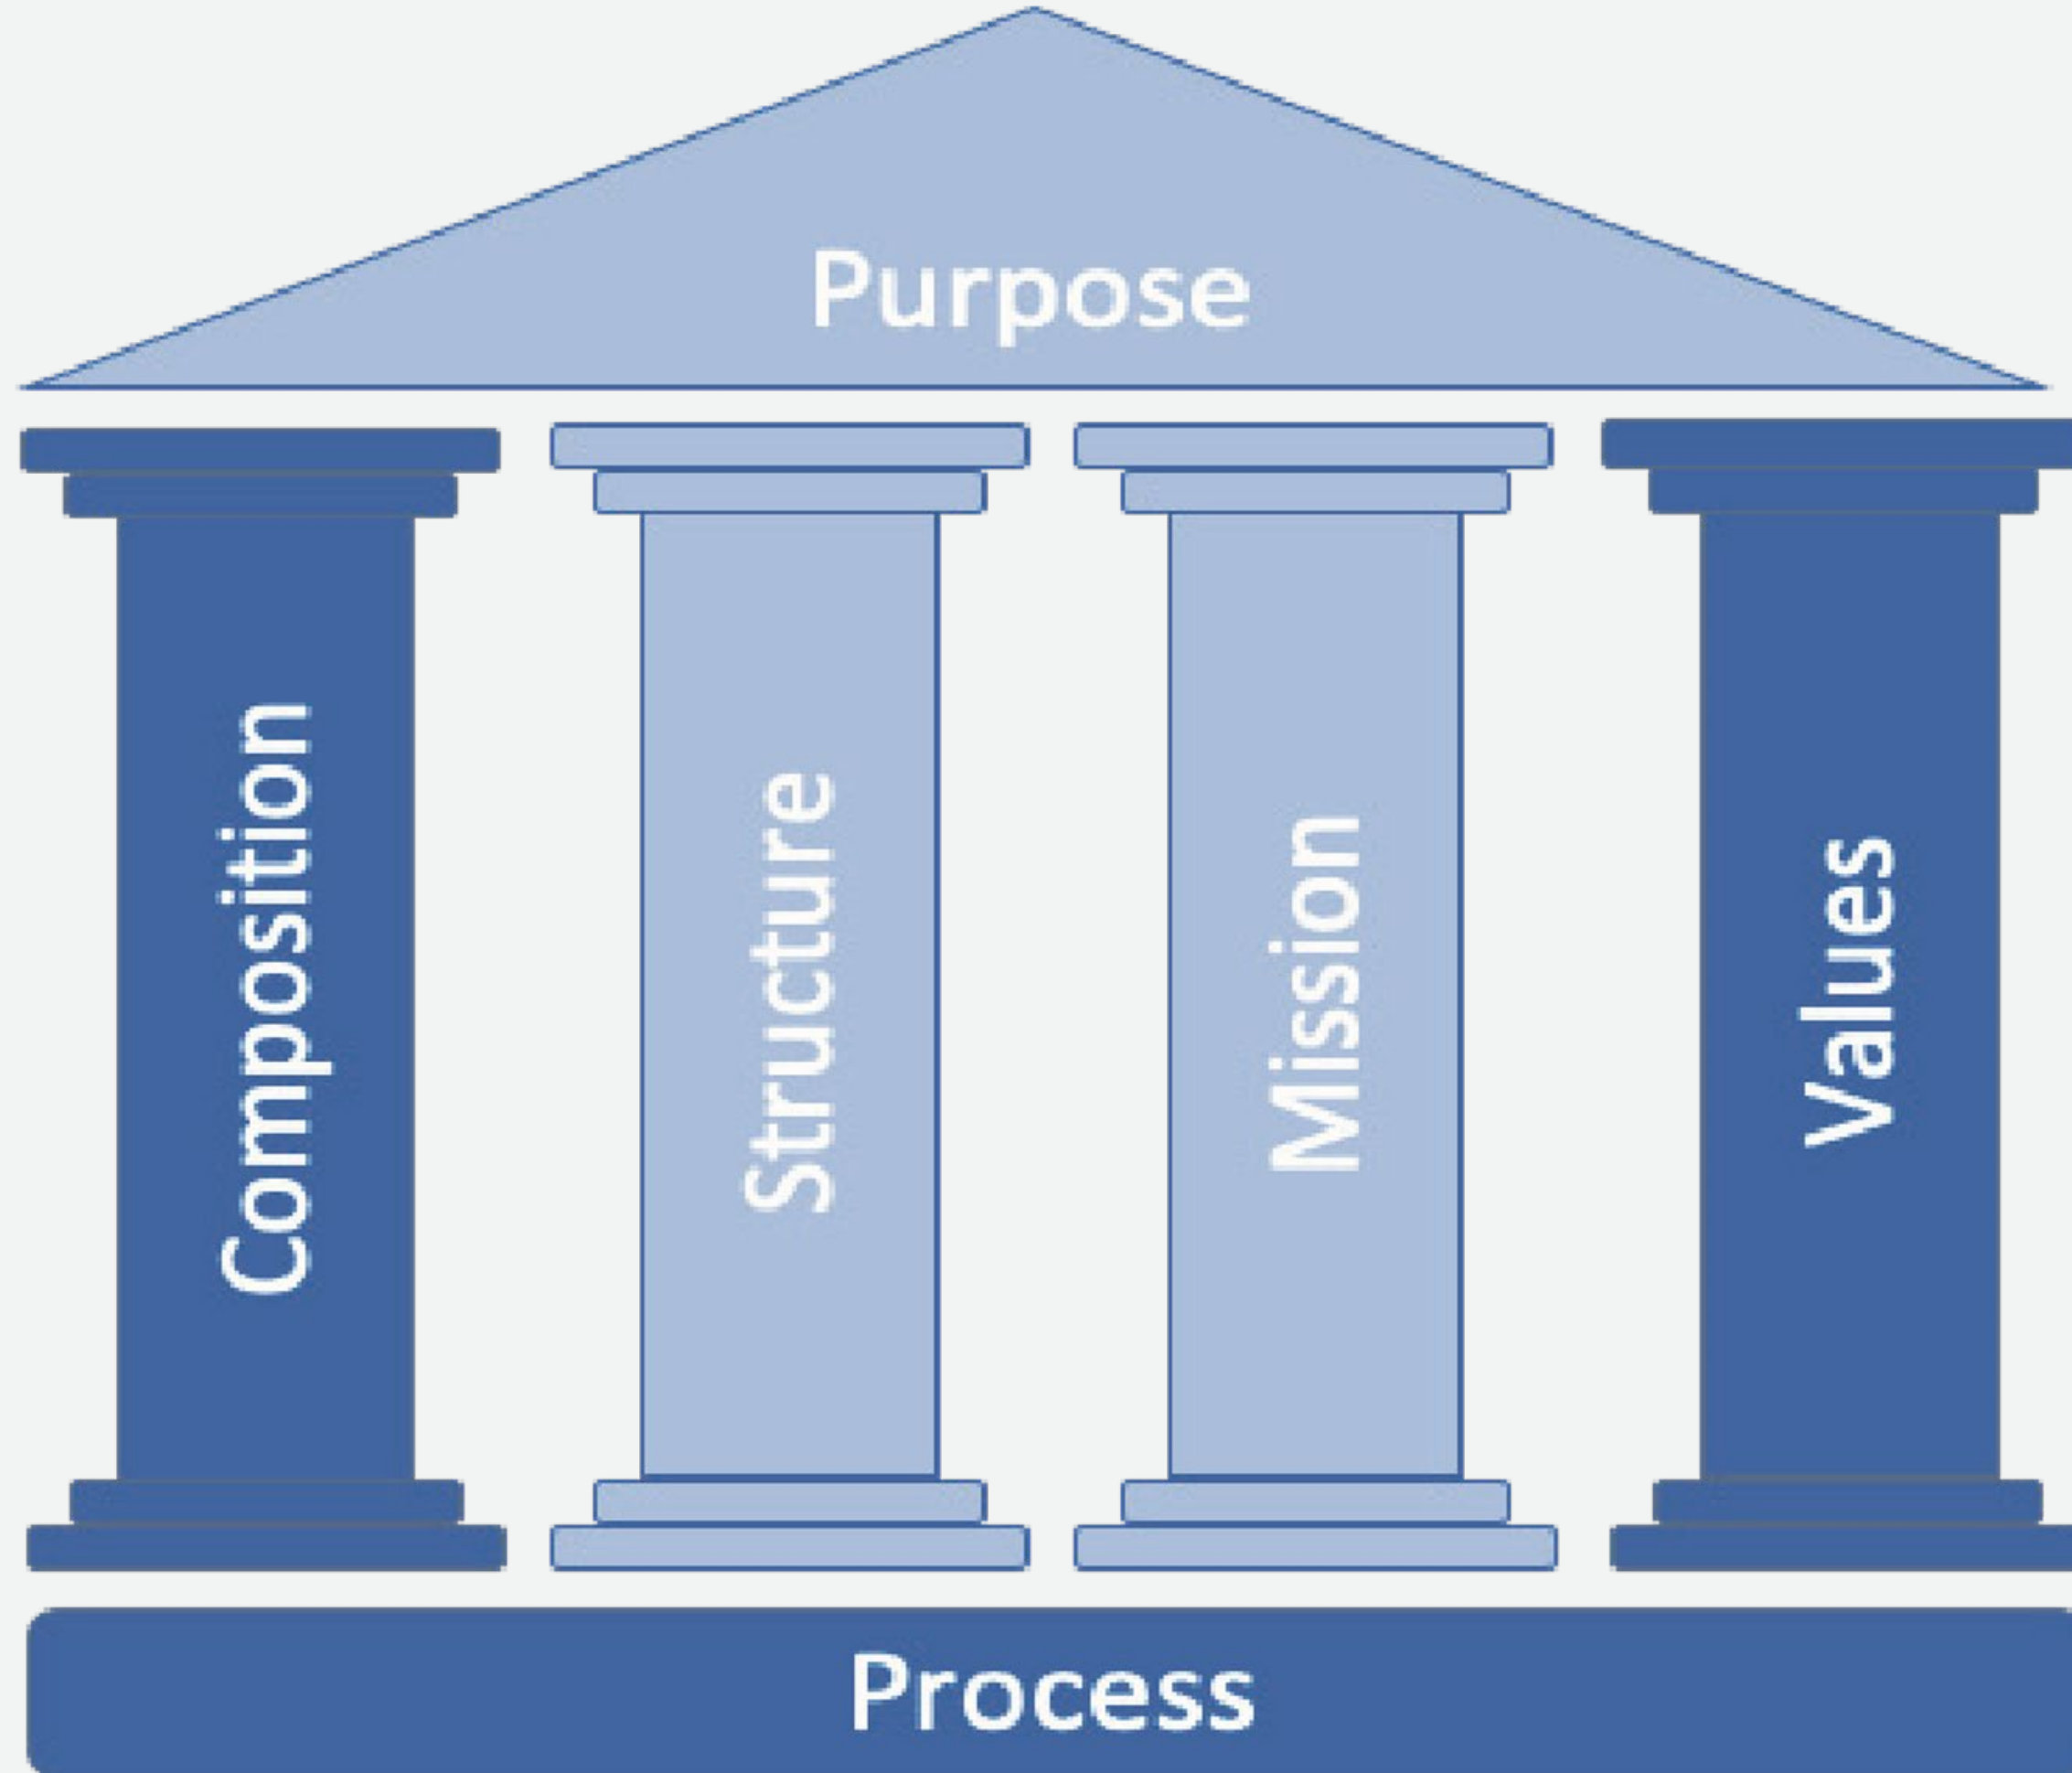 Purpose
Composition
Structure
Mission
Values
Process